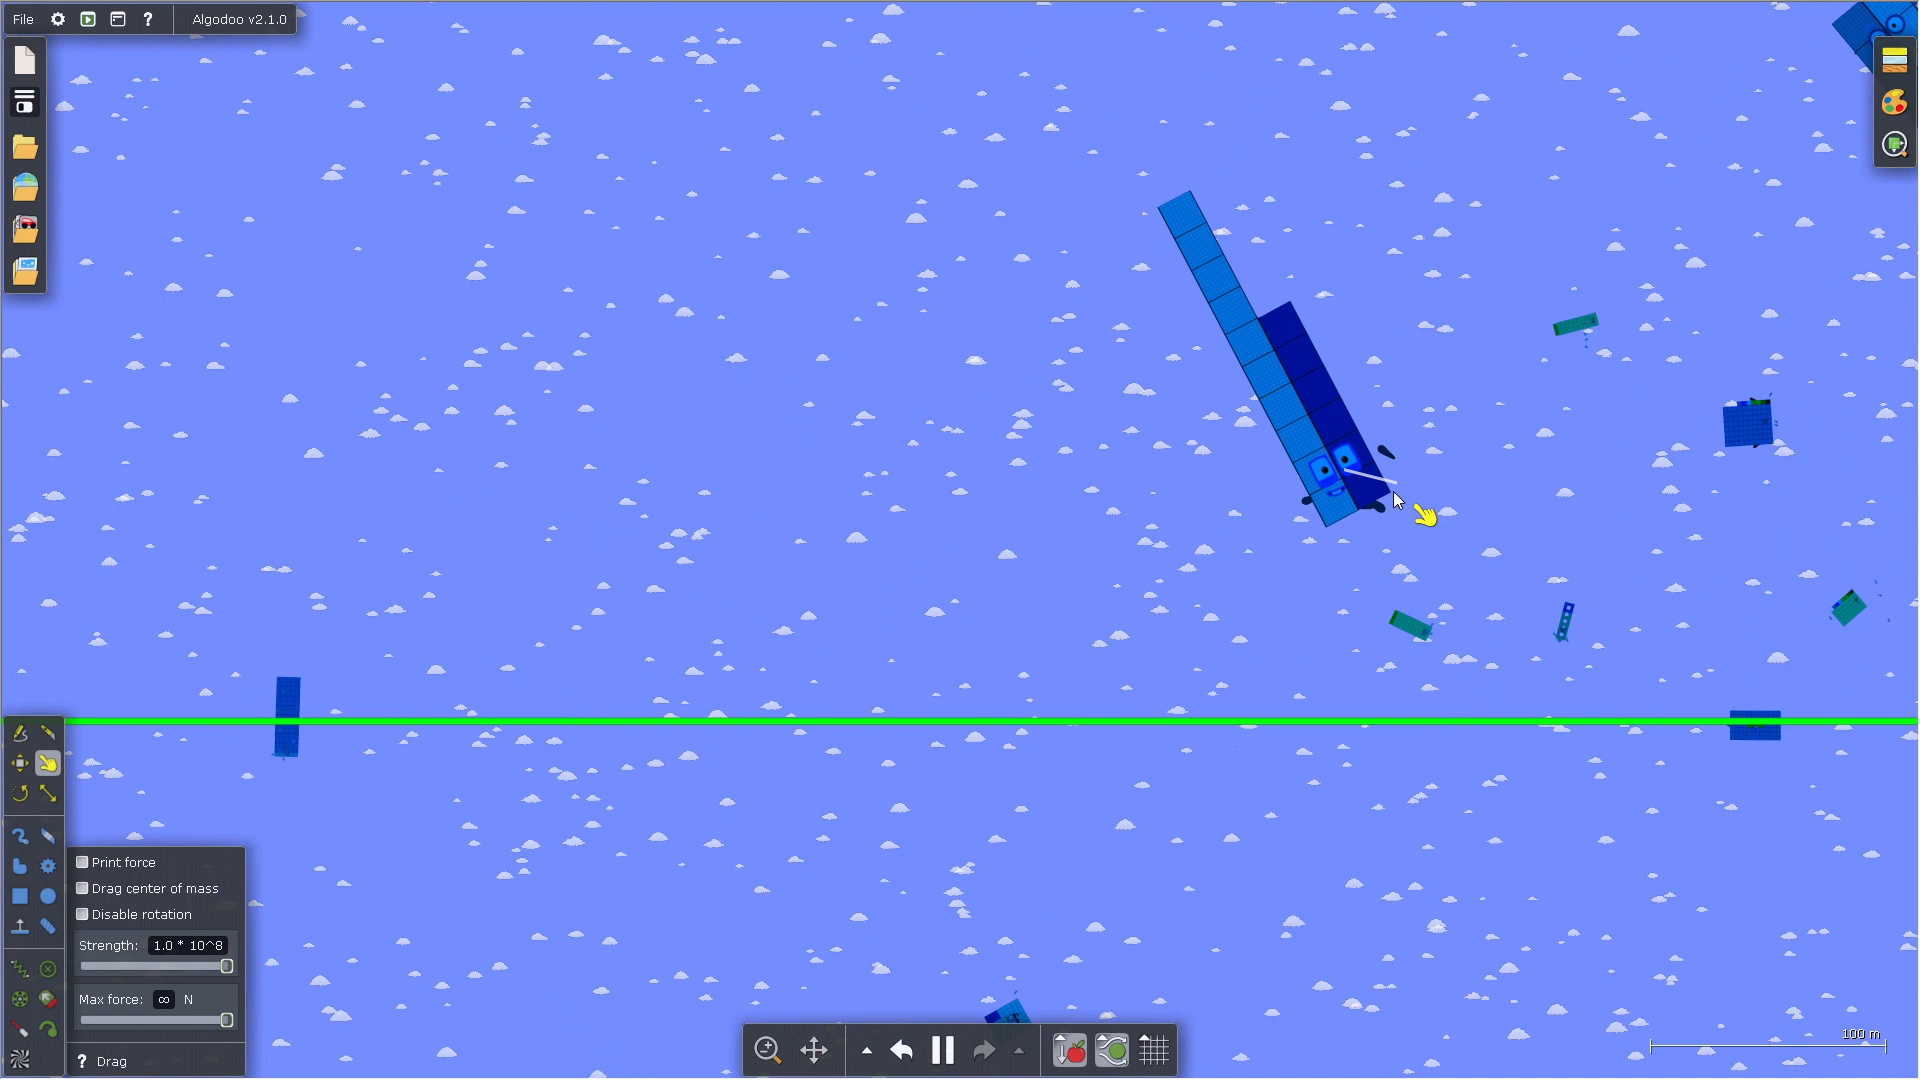 File ? Algodoo v2.1.0
Print force
Drag center of mass
Disable rotation
Strength: 1.0 * 10^8
Max force: ∞ N
? Drag
100 m